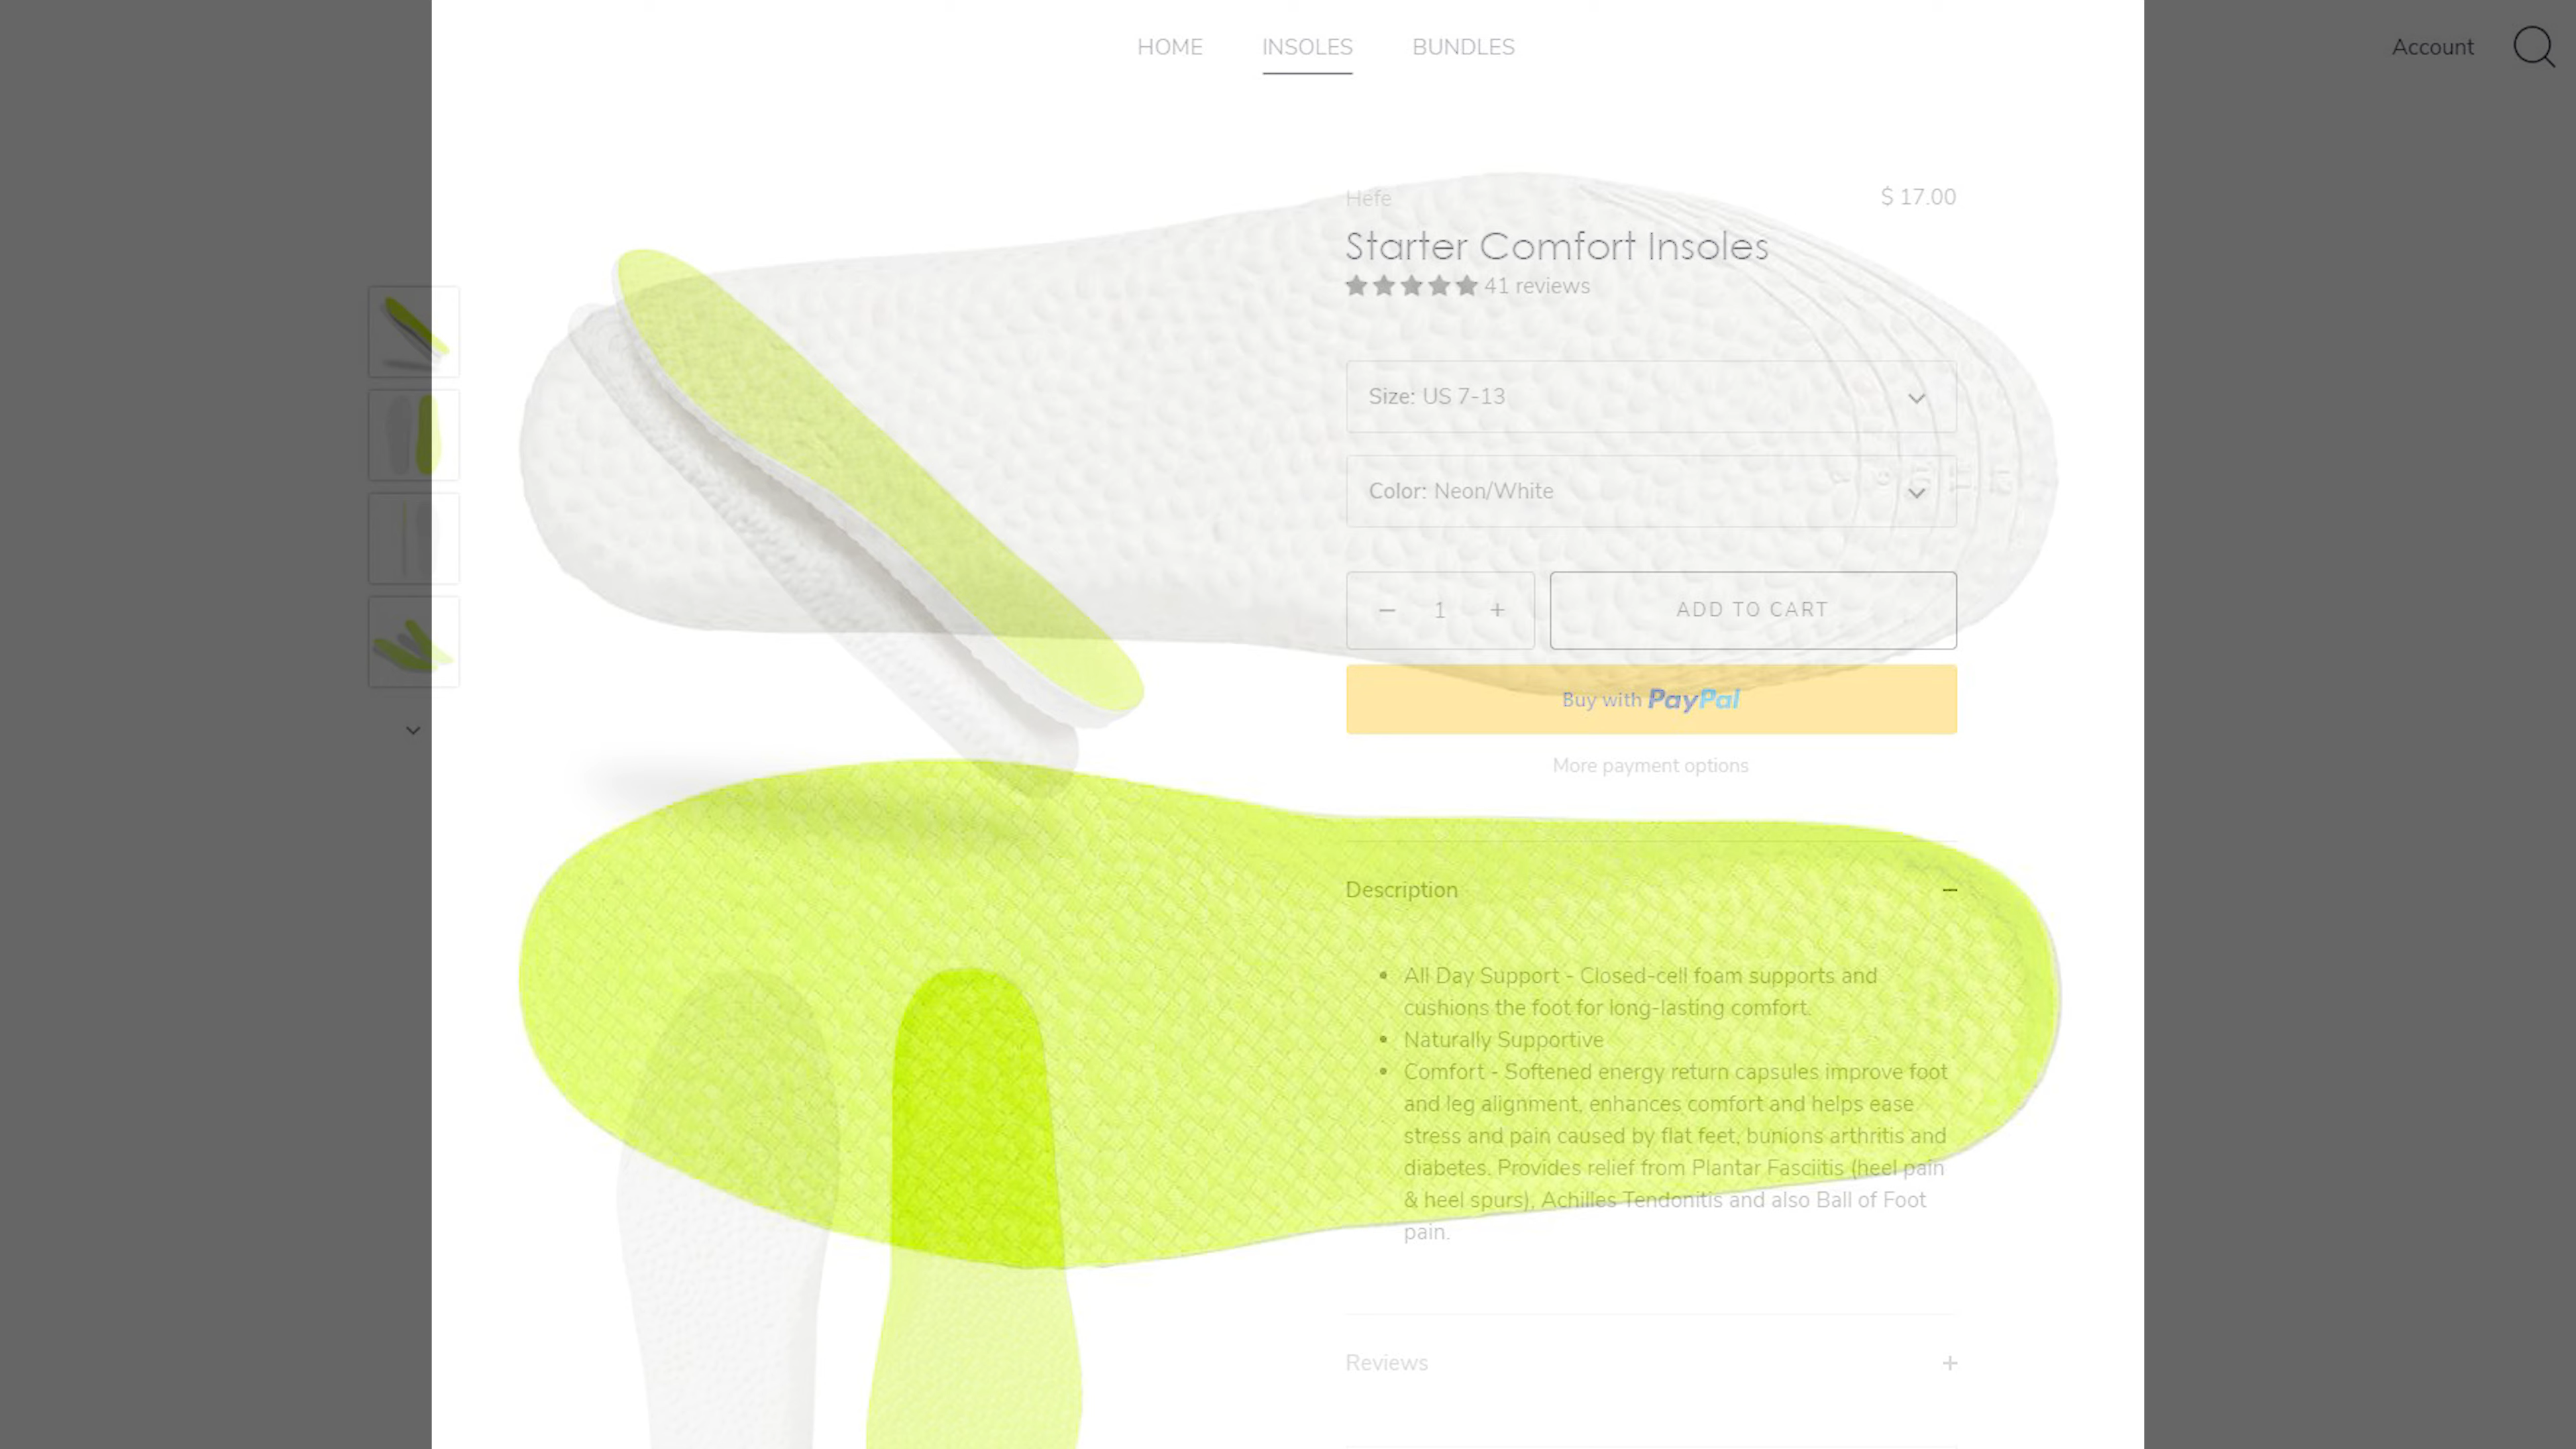 HOME INSOLES BUNDLES
Account
Hefe
$ 17.00
Starter Comfort Insoles
41 reviews
Size: US 7-13
Color: Neon/White
− 1 +
ADD TO CART
Buy with PayPal
More payment options
Description
• All Day Support - Closed-cell foam supports and
cushions the foot for long-lasting comfort.
• Naturally Supportive
• Comfort - Softened energy return capsules improve foot
and leg alignment, enhances comfort and helps ease
stress and pain caused by flat feet, bunions arthritis and
diabetes. Provides relief from Plantar Fasciitis (heel pain
& heel spurs), Achilles Tendonitis and also Ball of Foot
pain.
Reviews